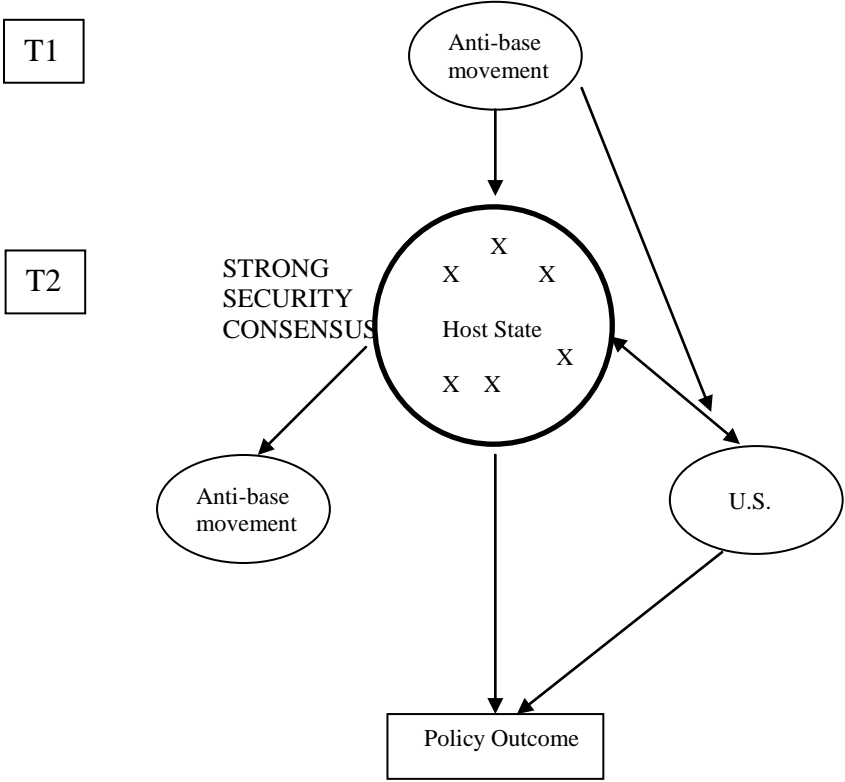 T1
Anti-base
movement
T2
STRONG
SECURITY
CONSENSUS
X
X X
Host State
X
X X
Anti-base
movement
U.S.
Policy Outcome